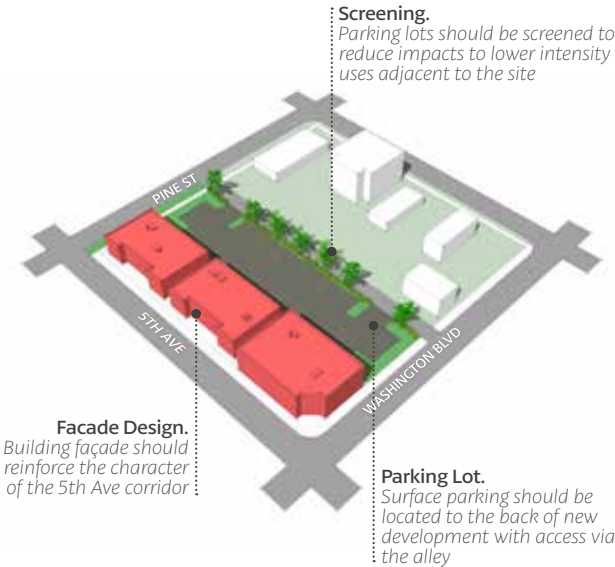 Screening.
Parking lots should be screened to
reduce impacts to lower intensity
uses adjacent to the site
PINE ST
5TH AVE
WASHINGTON BLVD
Facade Design.
Building façade should
reinforce the character
of the 5th Ave corridor
Parking Lot.
Surface parking should be
located to the back of new
development with access via
the alley